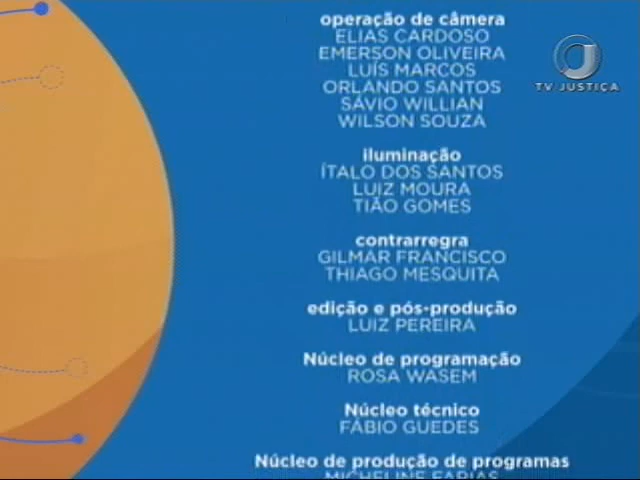 operação de câmera
ELIAS CARDOSO
EMERSON OLIVEIRA
LUÍS MARCOS
ORLANDO SANTOS
SÁVIO WILLIAN
WILSON SOUZA
TV JUSTIÇA
iluminação
ÍTALO DOS SANTOS
LUIZ MOURA
TIÃO GOMES
contrarregra
GILMAR FRANCISCO
THIAGO MESQUITA
edição e pós-produção
LUIZ PEREIRA
Núcleo de programação
ROSA WASEM
Núcleo técnico
FÁBIO GUEDES
Núcleo de produção de programas
MICHELINE FARIAS